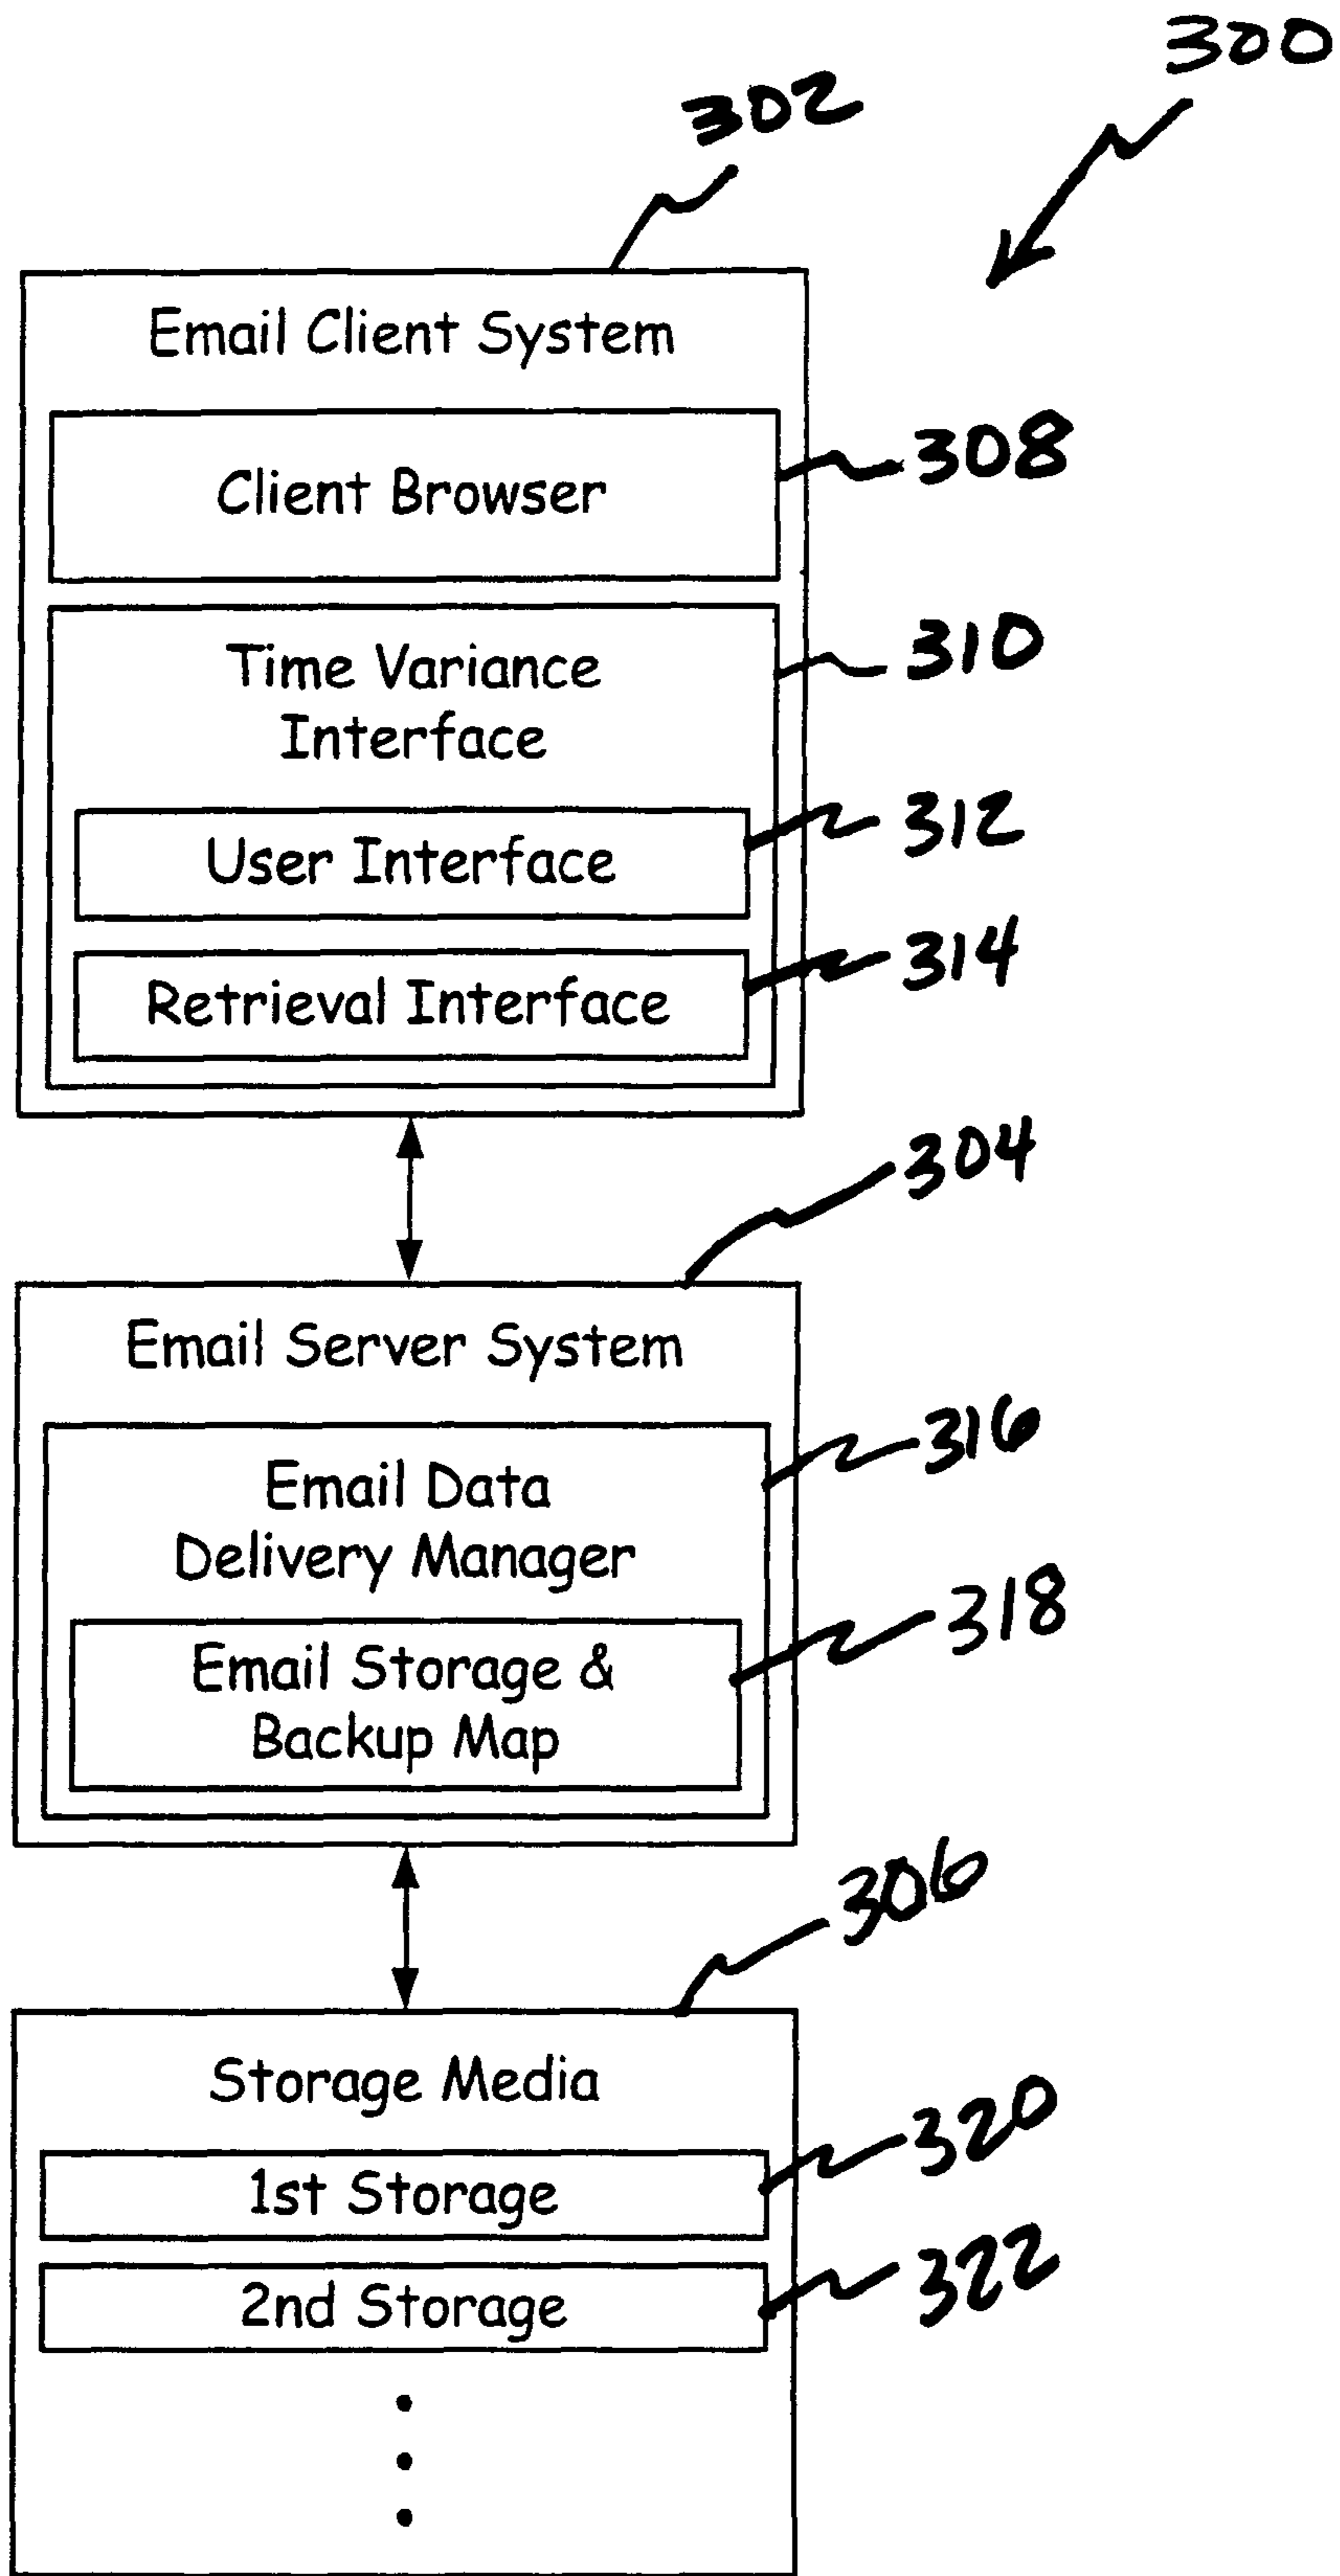 300
302
Email Client System
Client Browser
308
Time Variance
Interface
310
User Interface
312
Retrieval Interface
314
304
Email Server System
Email Data
Delivery Manager
316
Email Storage &
Backup Map
318
306
Storage Media
1st Storage
320
2nd Storage
322